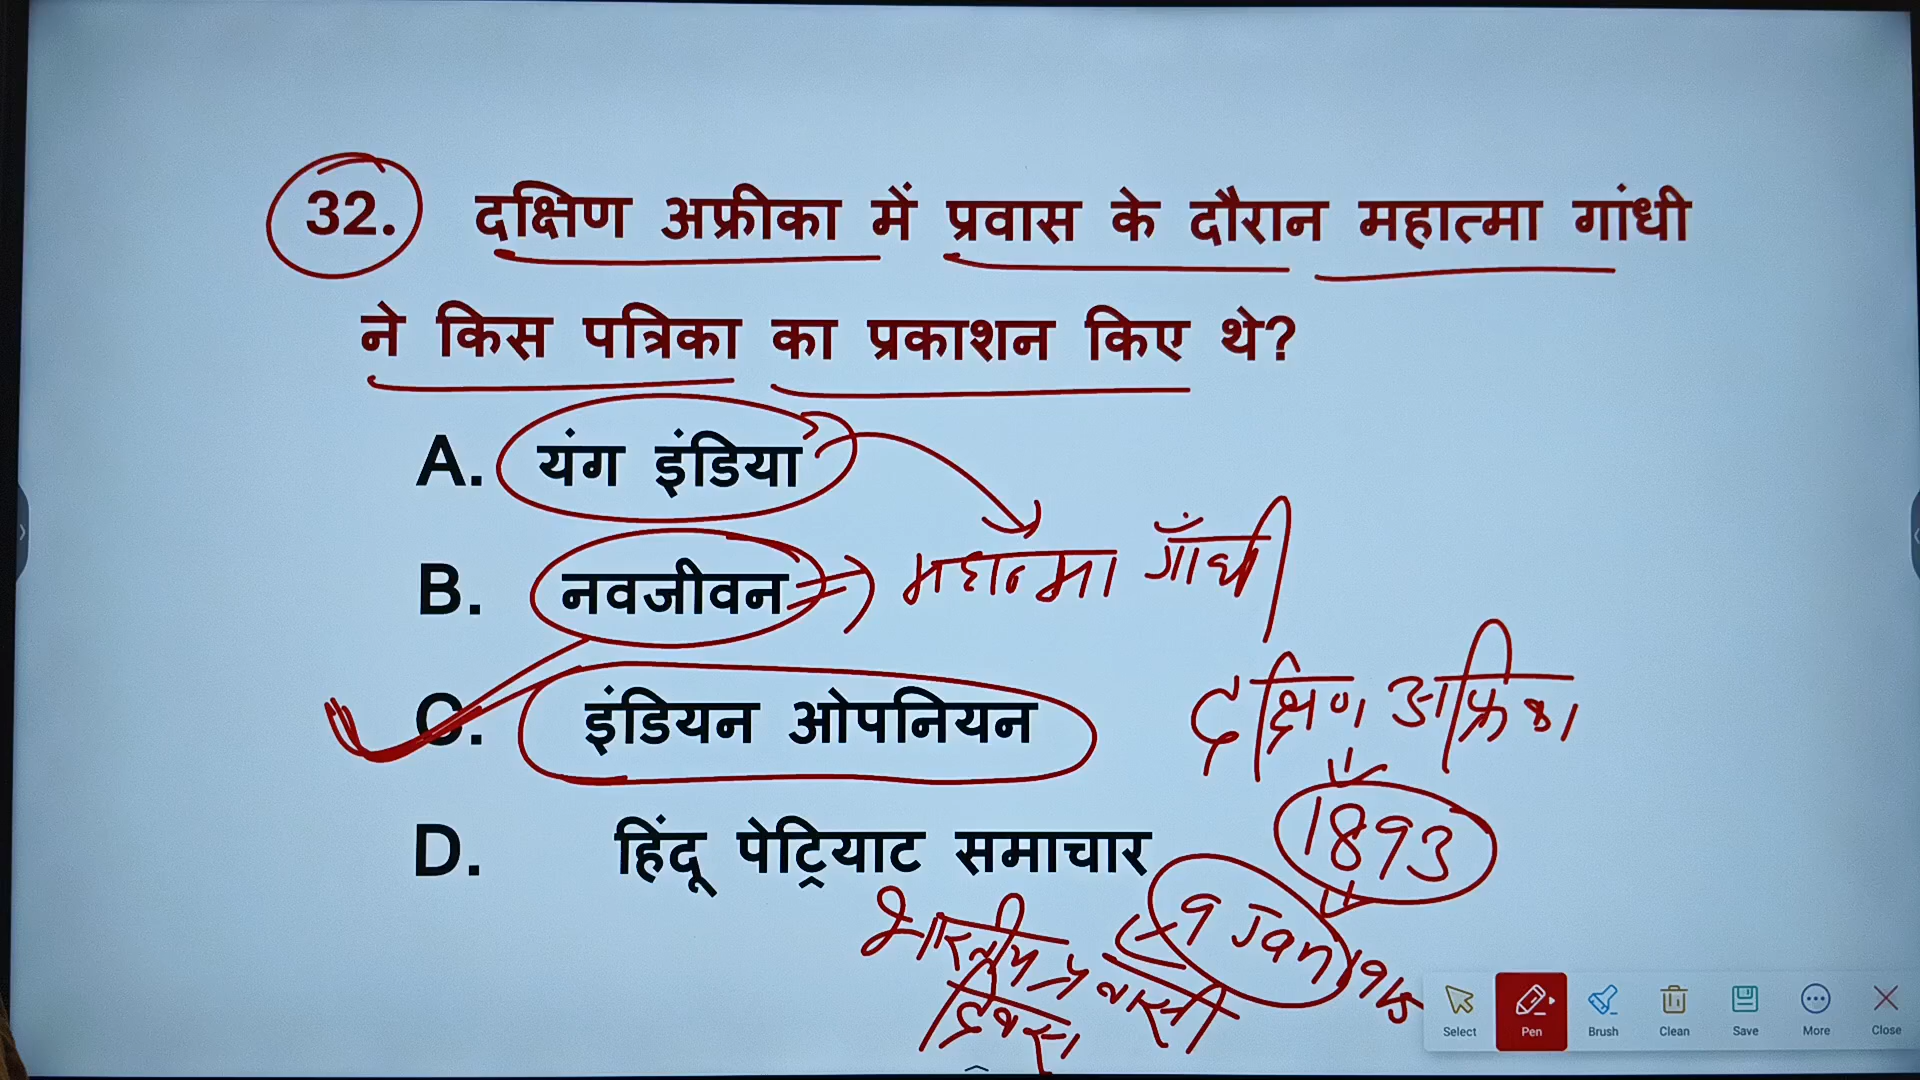 32. दक्षिण अफ्रीका में प्रवास के दौरान महात्मा गांधी
ने किस पत्रिका का प्रकाशन किए थे?
A. यंग इंडिया
B. नवजीवन
महात्मा गाँधी
C. इंडियन ओपनियन
दक्षिण अफ्रिका
D. हिंदू पेट्रियाट समाचार
1893
9 Jan 1915
भारतीय प्रवासी
दिवस
Select Pen Brush Clean Save More Close